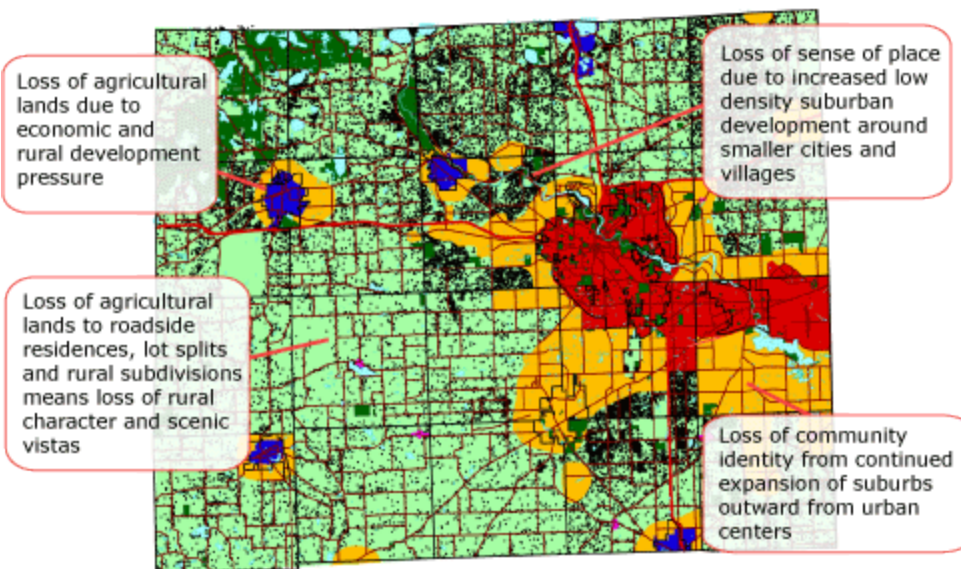 Loss of agricultural
lands due to
economic and
rural development
pressure
Loss of sense of place
due to increased low
density suburban
development around
smaller cities and
villages
Loss of agricultural
lands to roadside
residences, lot splits
and rural subdivisions
means loss of rural
character and scenic
vistas
Loss of community
identity from continued
expansion of suburbs
outward from urban
centers